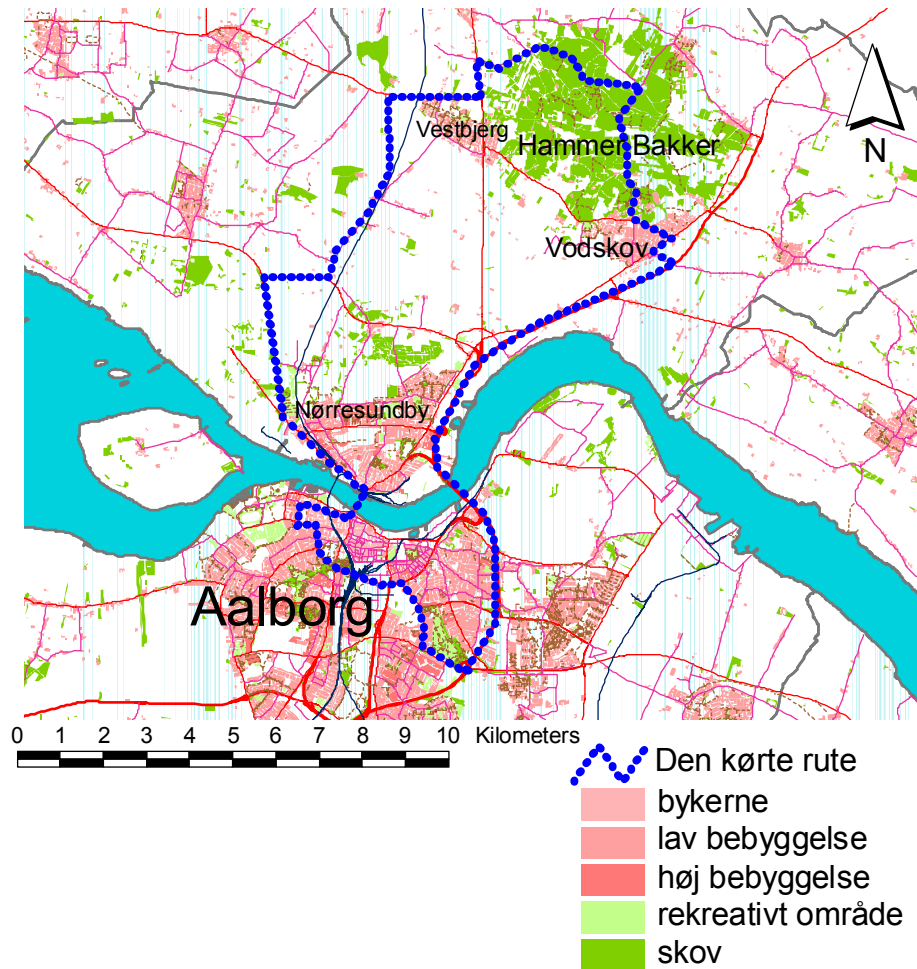 Vestbjerg
Hammer Bakker
N
Vodskov
Nørresundby
Aalborg
0 1 2 3 4 5 6 7 8 9 10 Kilometers
Den kørte rute
bykerne
lav bebyggelse
høj bebyggelse
rekreativt område
skov